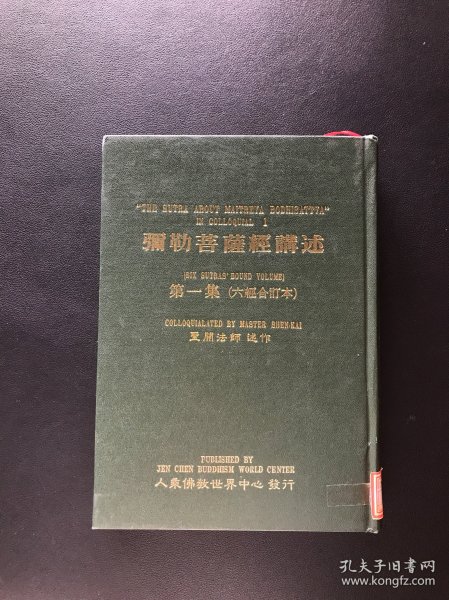 "THE SUTRA ABOUT MAITREYA BODHISATTVA"
IN COLLOQUIAL 1
彌勒菩薩經講述
(SIX SUTRAS' BOUND VOLUME)
第一集 (六經合訂本)
COLLOQUIALATED BY MASTER SHEN-KAI
聖開法師 述作
PUBLISHED BY
JEN CHEN BUDDHISM WORLD CENTER
人乘佛教世界中心 發行
孔夫子旧书网
www.kongfz.com